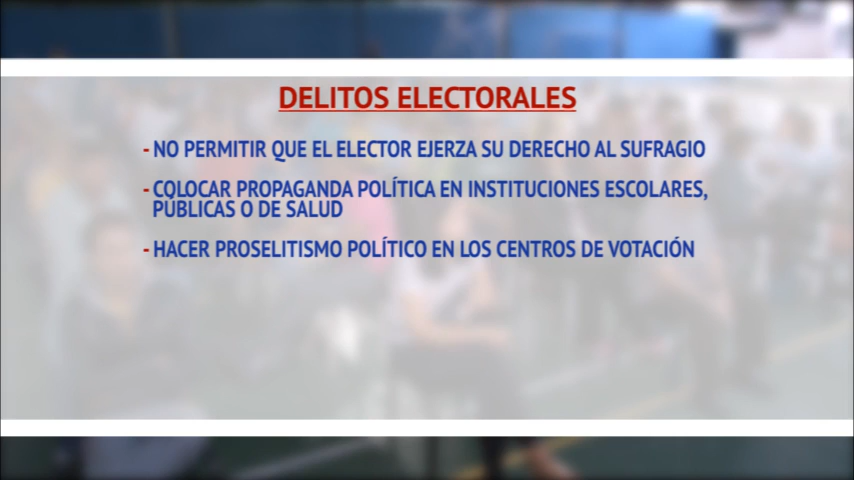 DELITOS ELECTORALES
- NO PERMITIR QUE EL ELECTOR EJERZA SU DERECHO AL SUFRAGIO
- COLOCAR PROPAGANDA POLÍTICA EN INSTITUCIONES ESCOLARES,
PÚBLICAS O DE SALUD
- HACER PROSELITISMO POLÍTICO EN LOS CENTROS DE VOTACIÓN